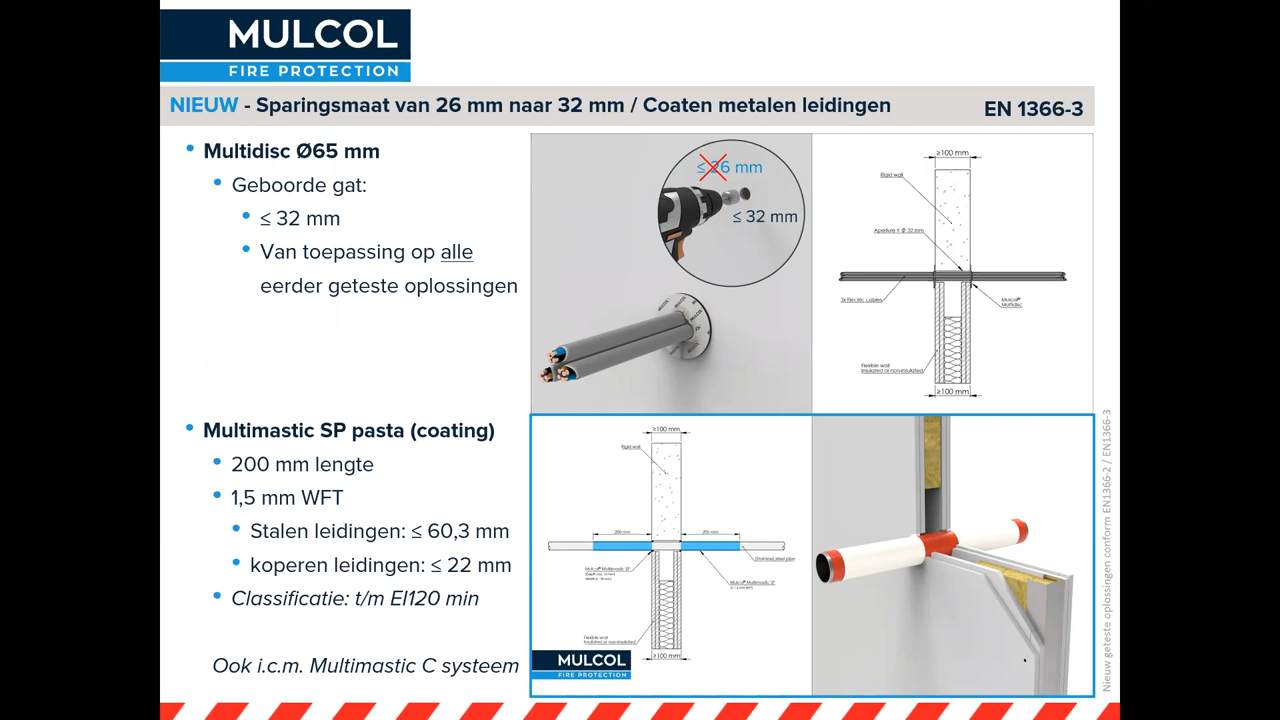 MULCOL
FIRE PROTECTION
NIEUW - Sparingsmaat van 26 mm naar 32 mm / Coaten metalen leidingen
EN 1366-3
Multidisc Ø65 mm
Geboorde gat:
≤ 32 mm
Van toepassing op alle
eerder geteste oplossingen
≤ 26 mm
≤ 32 mm
MULCOL
≥100 mm
Rigid wall
Aperture ≤ Ø 32 mm
3x Electric cables
Mulcol®
Multidisc
Flexible wall
Insulated or non-insulated
≥100 mm
Multimastic SP pasta (coating)
200 mm lengte
1,5 mm WFT
Stalen leidingen: ≤ 60,3 mm
koperen leidingen: ≤ 22 mm
Classificatie: t/m EI120 min
Ook i.c.m. Multimastic C systeem
≥100 mm
Rigid wall
200 mm
200 mm
(Stainless) steel pipe
Mulcol® Multimastic SP
Mulcol® Multimastic SP
Flexible wall
Insulated or non-insulated
≥100 mm
MULCOL
FIRE PROTECTION
Nieuw geteste oplossingen conform EN1366-2 / EN1366-3